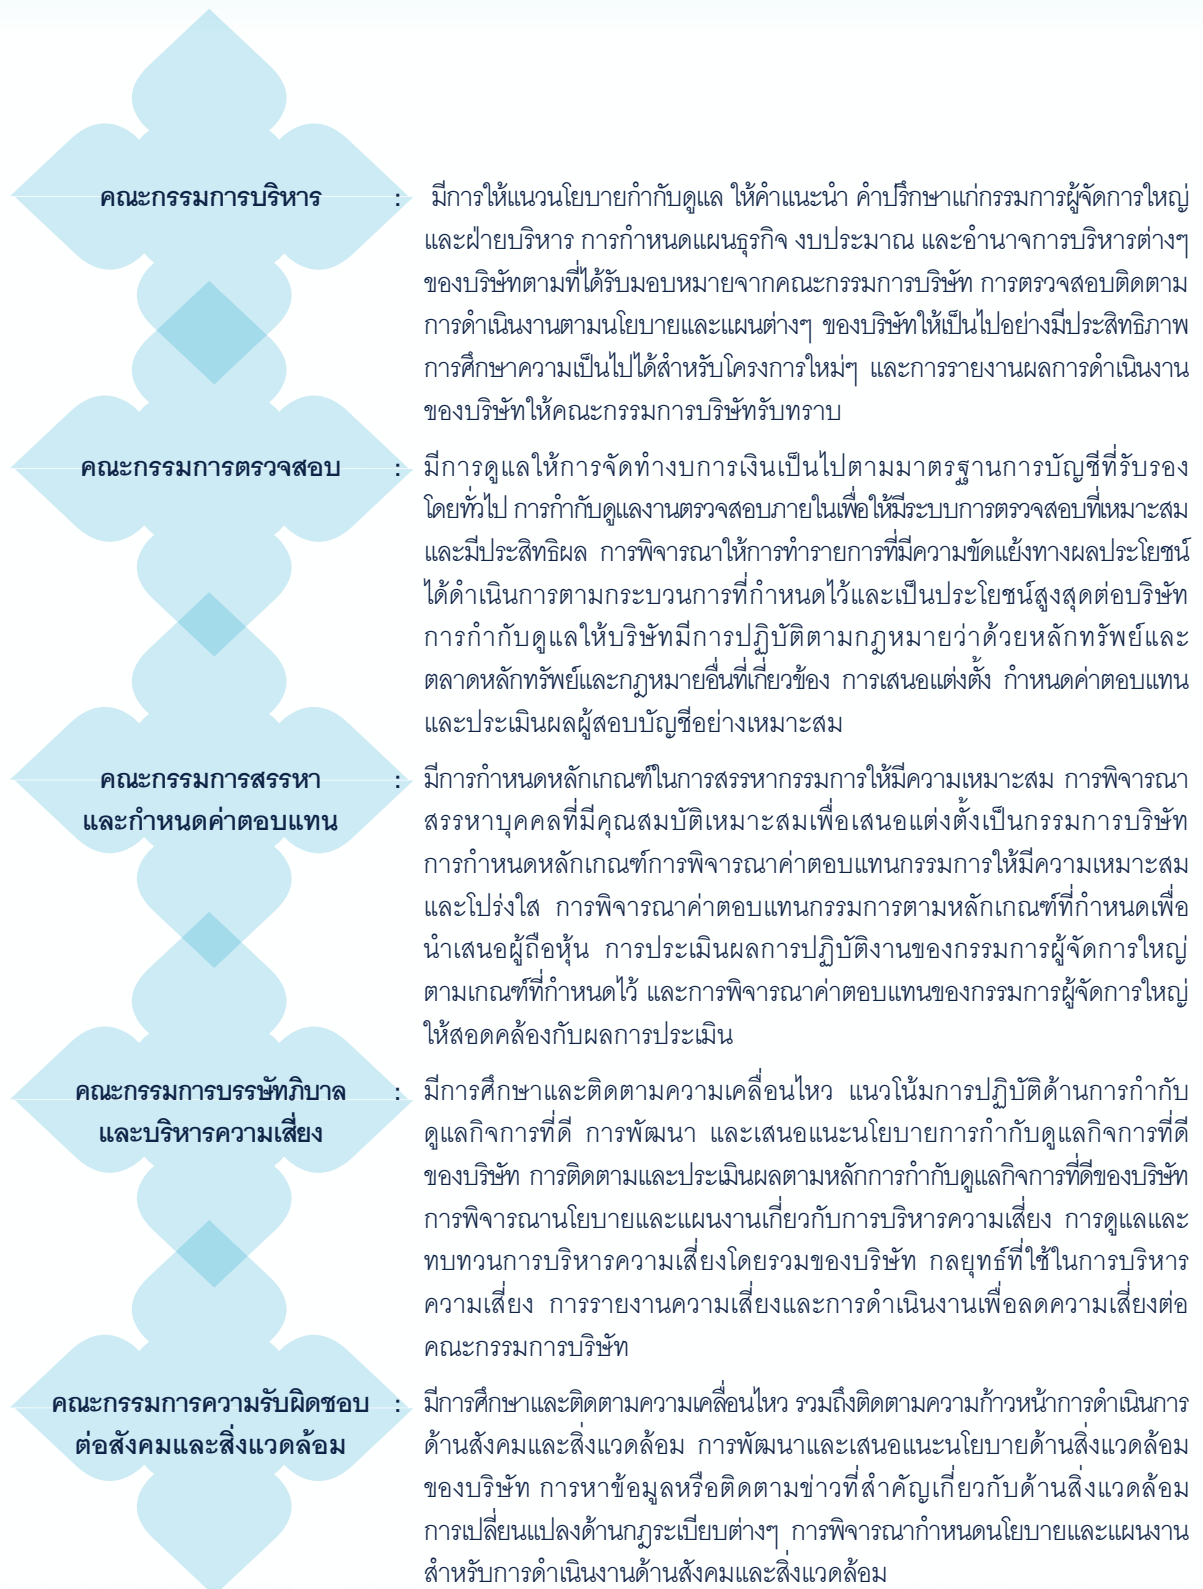 คณะกรรมการบริหาร : มีการให้แนวนโยบายกำกับดูแล ให้คำแนะนำ คำปรึกษาแก่กรรมการผู้จัดการใหญ่
และฝ่ายบริหาร การกำหนดแผนธุรกิจ งบประมาณ และอำนาจการบริหารต่างๆ
ของบริษัทตามที่ได้รับมอบหมายจากคณะกรรมการบริษัท การตรวจสอบติดตาม
การดำเนินงานตามนโยบายและแผนต่างๆ ของบริษัทให้เป็นไปอย่างมีประสิทธิภาพ
การศึกษาความเป็นไปได้สำหรับโครงการใหม่ๆ และการรายงานผลการดำเนินงาน
ของบริษัทให้คณะกรรมการบริษัทรับทราบ
คณะกรรมการตรวจสอบ : มีการดูแลให้การจัดทำงบการเงินเป็นไปตามมาตรฐานการบัญชีที่รับรอง
โดยทั่วไป การกำกับดูแลงานตรวจสอบภายในเพื่อให้มีระบบการตรวจสอบที่เหมาะสม
และมีประสิทธิผล การพิจารณาให้การทำรายการที่มีความขัดแย้งทางผลประโยชน์
ได้ดำเนินการตามกระบวนการที่กำหนดไว้และเป็นประโยชน์สูงสุดต่อบริษัท
การกำกับดูแลให้บริษัทมีการปฏิบัติตามกฎหมายว่าด้วยหลักทรัพย์และ
ตลาดหลักทรัพย์และกฎหมายอื่นที่เกี่ยวข้อง การเสนอแต่งตั้ง กำหนดค่าตอบแทน
และประเมินผลผู้สอบบัญชีอย่างเหมาะสม
คณะกรรมการสรรหา : มีการกำหนดหลักเกณฑ์ในการสรรหากรรมการให้มีความเหมาะสม การพิจารณา
และกำหนดค่าตอบแทน สรรหาบุคคลที่มีคุณสมบัติเหมาะสมเพื่อเสนอแต่งตั้งเป็นกรรมการบริษัท
การกำหนดหลักเกณฑ์การพิจารณาค่าตอบแทนกรรมการให้มีความเหมาะสม
และโปร่งใส การพิจารณาค่าตอบแทนกรรมการตามหลักเกณฑ์ที่กำหนดเพื่อ
นำเสนอผู้ถือหุ้น การประเมินผลการปฏิบัติงานของกรรมการผู้จัดการใหญ่
ตามเกณฑ์ที่กำหนดไว้ และการพิจารณาค่าตอบแทนของกรรมการผู้จัดการใหญ่
ให้สอดคล้องกับผลการประเมิน
คณะกรรมการบรรษัทภิบาล : มีการศึกษาและติดตามความเคลื่อนไหว แนวโน้มการปฏิบัติด้านการกำกับ
และบริหารความเสี่ยง ดูแลกิจการที่ดี การพัฒนา และเสนอแนะนโยบายการกำกับดูแลกิจการที่ดี
ของบริษัท การติดตามและประเมินผลตามหลักการกำกับดูแลกิจการที่ดีของบริษัท
การพิจารณานโยบายและแผนงานเกี่ยวกับการบริหารความเสี่ยง การดูแลและ
ทบทวนการบริหารความเสี่ยงโดยรวมของบริษัท กลยุทธ์ที่ใช้ในการบริหาร
ความเสี่ยง การรายงานความเสี่ยงและการดำเนินงานเพื่อลดความเสี่ยงต่อ
คณะกรรมการบริษัท
คณะกรรมการความรับผิดชอบ : มีการศึกษาและติดตามความเคลื่อนไหว รวมถึงติดตามความก้าวหน้าการดำเนินการ
ต่อสังคมและสิ่งแวดล้อม ด้านสังคมและสิ่งแวดล้อม การพัฒนาและเสนอแนะนโยบายด้านสิ่งแวดล้อม
ของบริษัท การหาข้อมูลหรือติดตามข่าวที่สำคัญเกี่ยวกับด้านสิ่งแวดล้อม
การเปลี่ยนแปลงด้านกฎระเบียบต่างๆ การพิจารณากำหนดนโยบายและแผนงาน
สำหรับการดำเนินงานด้านสังคมและสิ่งแวดล้อม